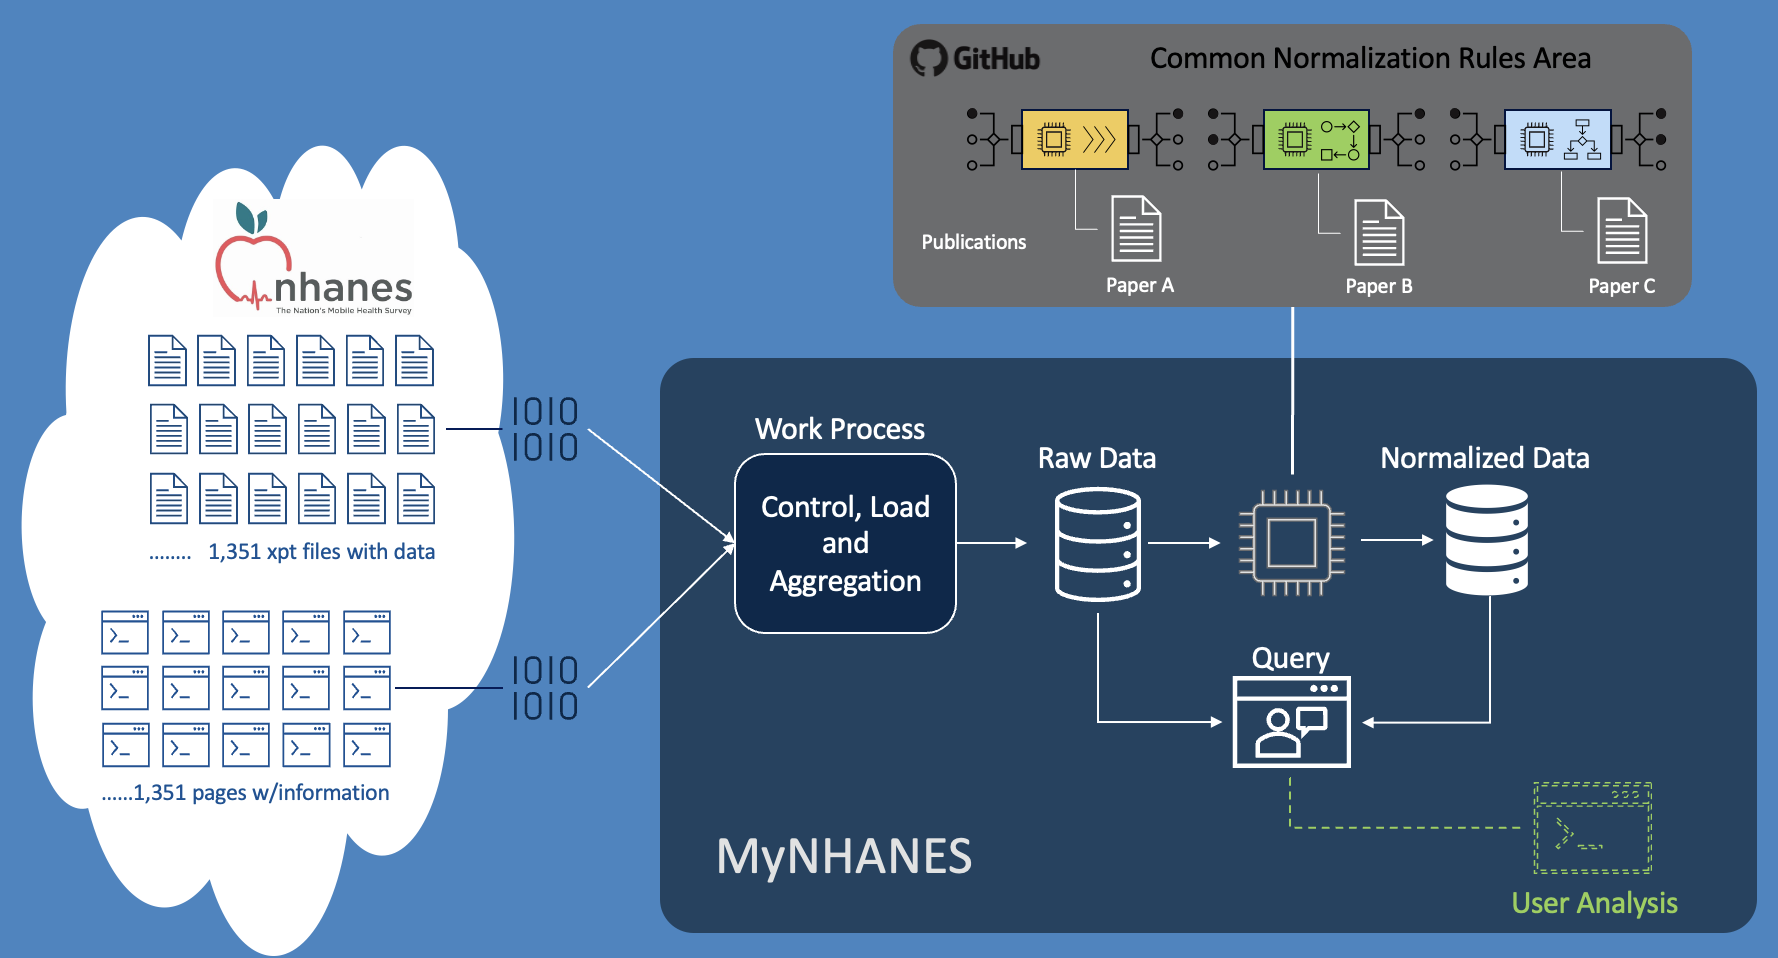 GitHub
Common Normalization Rules Area
Publications
Paper A
Paper B
Paper C
nhanes
The Nation's Mobile Health Survey
........ 1,351 xpt files with data
......1,351 pages w/information
1010
1010
1010
1010
Work Process
Control, Load
and
Aggregation
Raw Data
Normalized Data
Query
MyNHANES
User Analysis